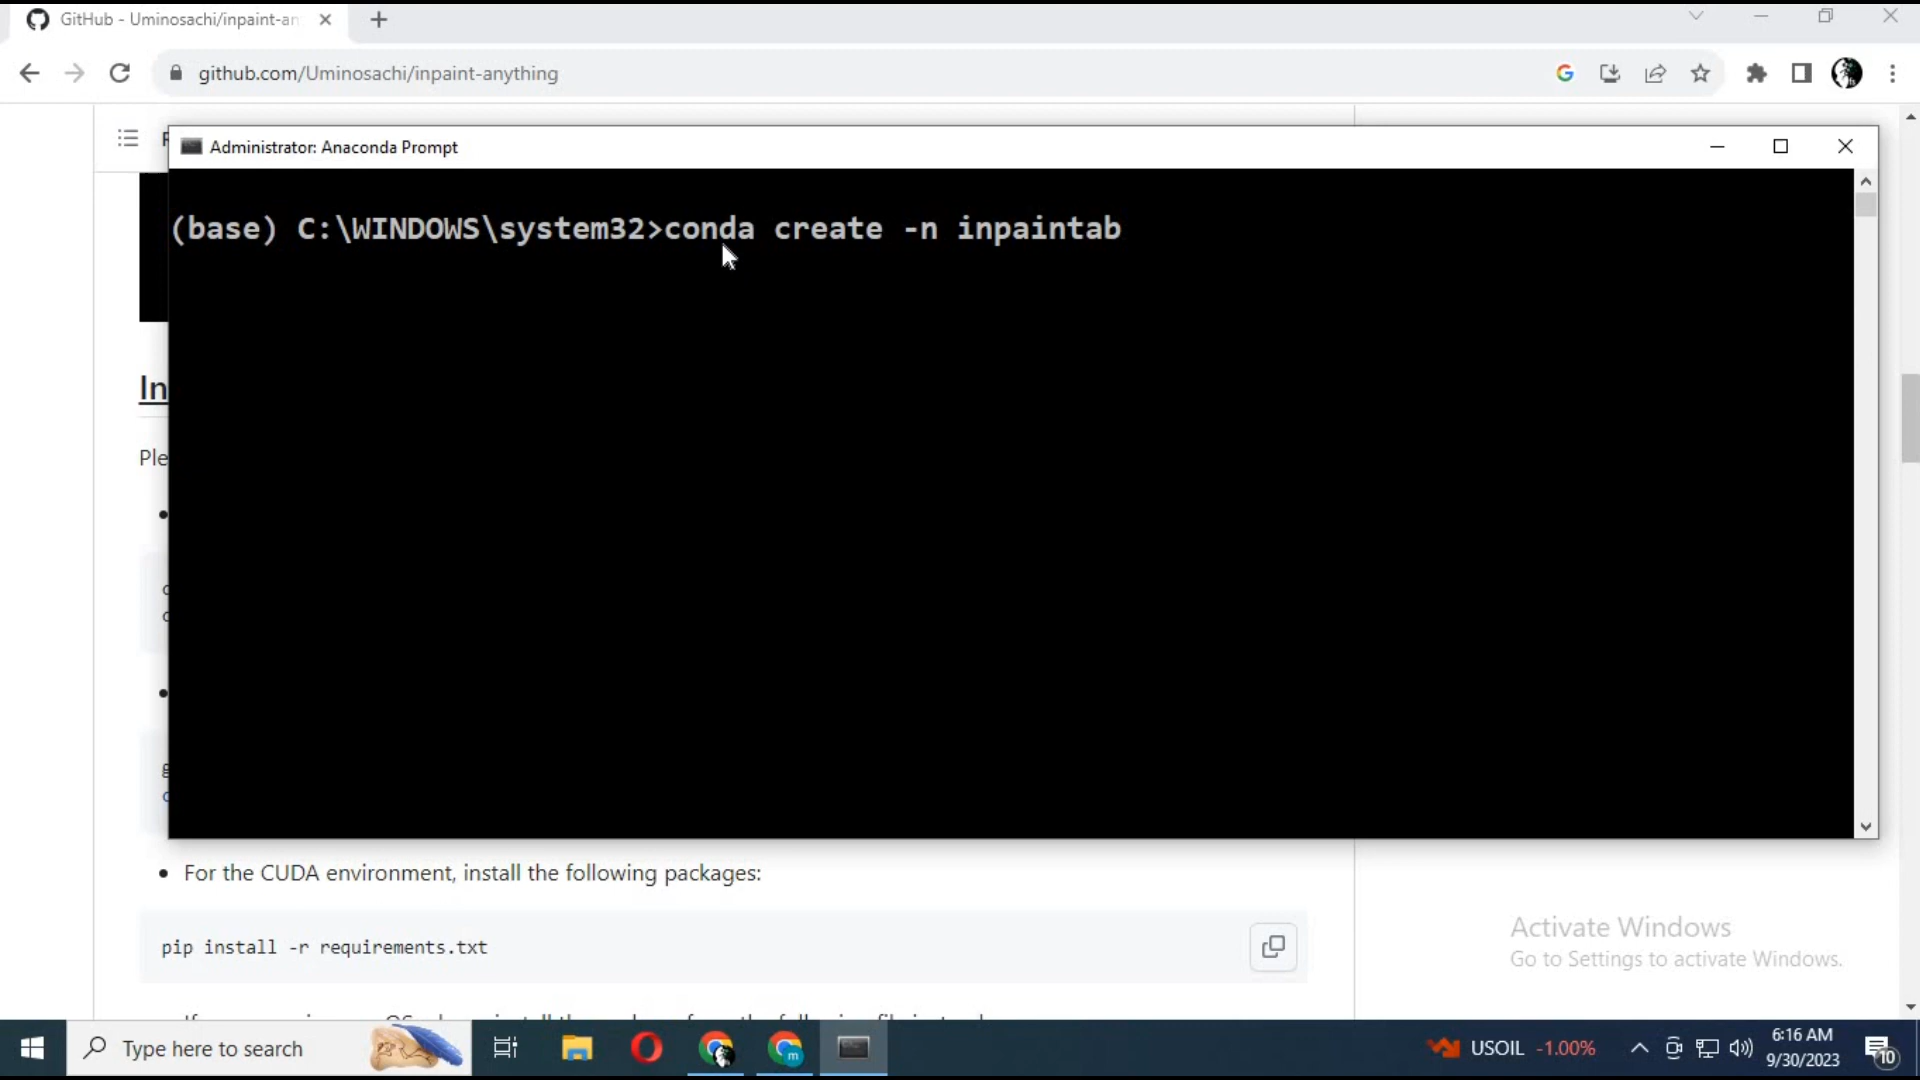 GitHub - Uminosachi/inpaint-an
github.com/Uminosachi/inpaint-anything
Administrator: Anaconda Prompt
(base) C:\WINDOWS\system32>conda create -n inpaintab
In
Ple
For the CUDA environment, install the following packages:
pip install -r requirements.txt
Activate Windows
Go to Settings to activate Windows.
Type here to search
USOIL -1.00%
6:16 AM
9/30/2023
10